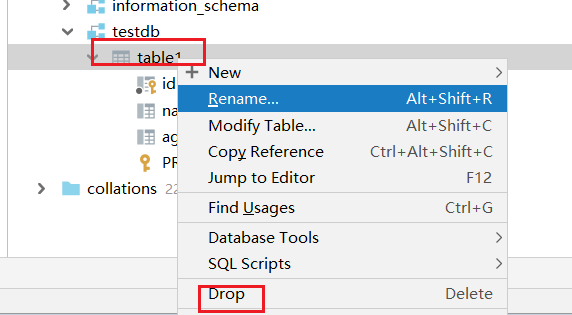 information_schema
testdb
table1
New
id
Rename... Alt+Shift+R
na
Modify Table... Alt+Shift+C
ag
Copy Reference Ctrl+Alt+Shift+C
PR
Jump to Editor F12
collations 22
Find Usages Ctrl+G
Database Tools
SQL Scripts
Drop Delete